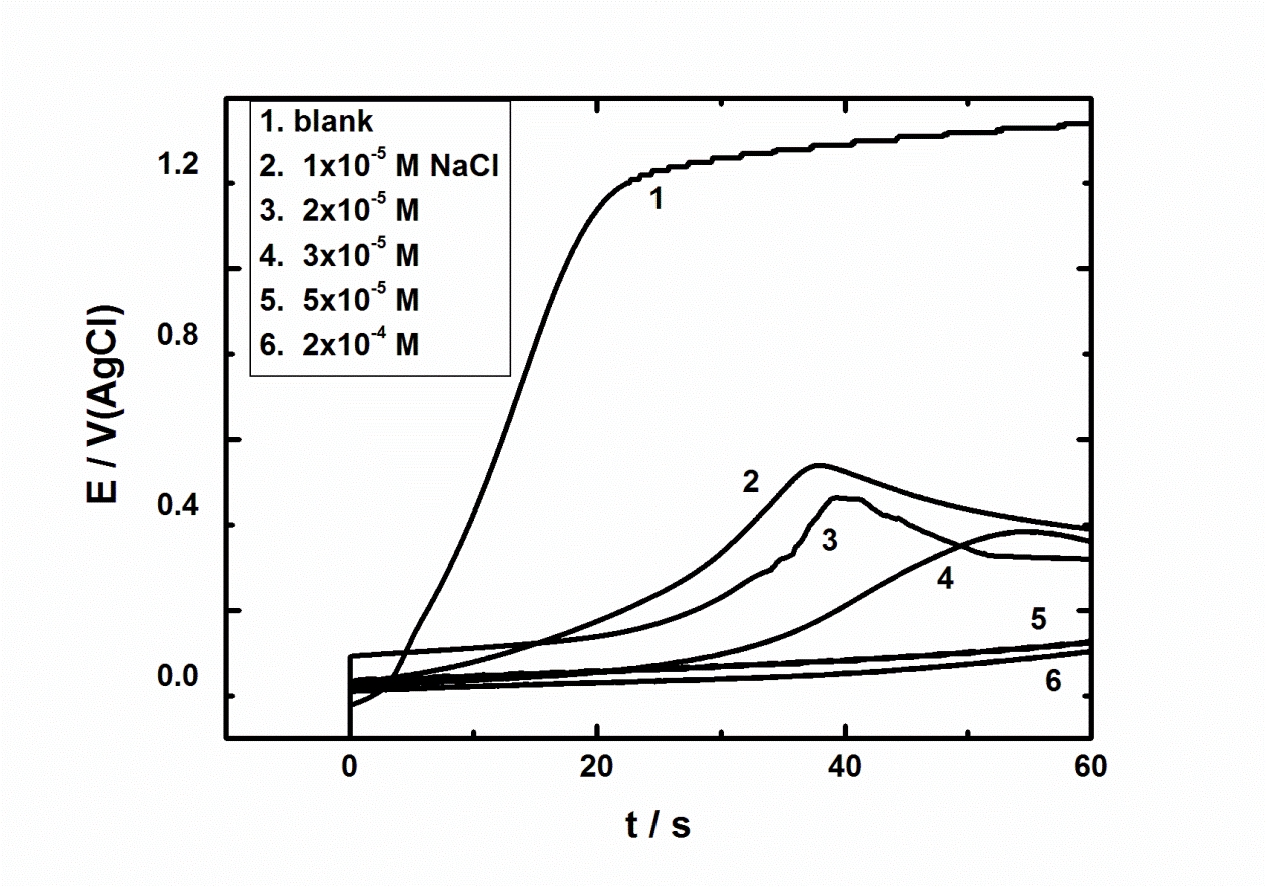 1. blank
2. 1x10-5 M NaCl
3. 2x10-5 M
4. 3x10-5 M
5. 5x10-5 M
6. 2x10-4 M
1.2
0.8
0.4
0.0
E / V(AgCl)
1
2
3
4
5
6
0 20 40 60
t / s